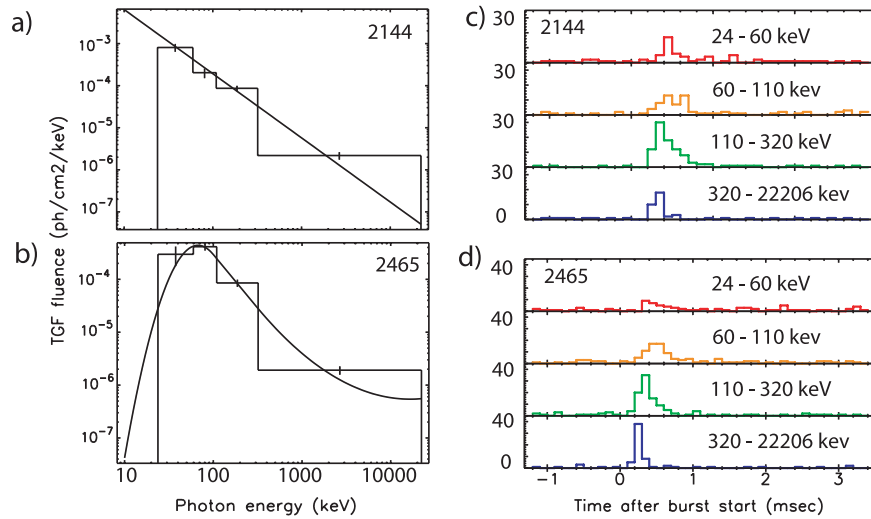 a)
2144
10⁻³
10⁻⁴
10⁻⁵
10⁻⁶
10⁻⁷
b)
2465
10⁻⁴
10⁻⁵
10⁻⁶
10⁻⁷
TGF fluence (ph/cm2/keV)
10
100
1000
10000
Photon energy (keV)
c)
30
2144
24 - 60 keV
30
60 - 110 kev
30
110 - 320 keV
30
320 - 22206 kev
0
d)
40
2465
24 - 60 keV
40
60 - 110 kev
40
110 - 320 keV
40
320 - 22206 kev
0
-1
0
1
2
3
Time after burst start (msec)